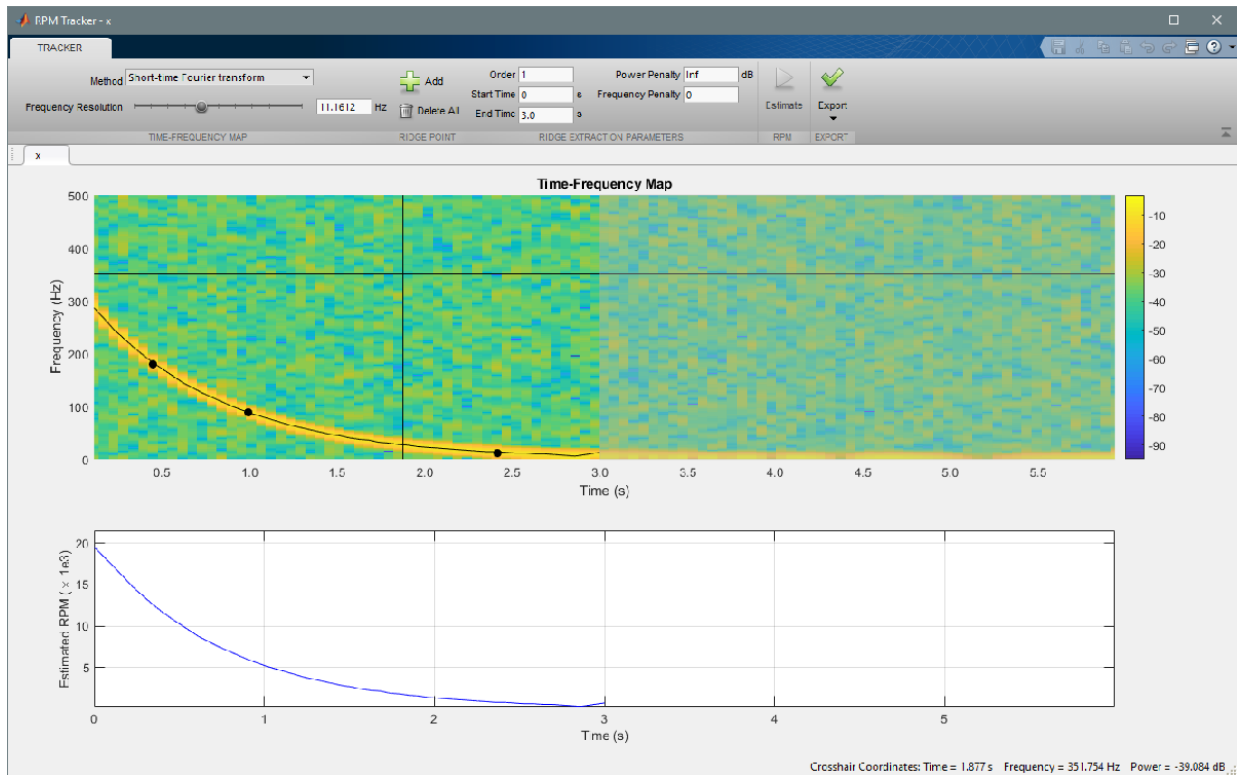 RPM Tracker - x
TRACKER
Method Short-time Fourier transform
Frequency Resolution 11.1612 Hz
TIME-FREQUENCY MAP
Add
Delete All
RIDGE POINT
Order 1 Power Penalty Inf dB
Start Time 0 s Frequency Penalty 0
End Time 3.0 s
RIDGE EXTRACTION PARAMETERS
Estimate
RPM
Export
EXPORT
x
Time-Frequency Map
Frequency (Hz)
500
400
300
200
100
0
0.5 1.0 1.5 2.0 2.5 3.0 3.5 4.0 4.5 5.0 5.5
Time (s)
-10
-20
-30
-40
-50
-60
-70
-80
-90
Estimated RPM ( × 1e3)
20
15
10
5
0 1 2 3 4 5
Time (s)
Crosshair Coordinates: Time = 1.877 s Frequency = 351.754 Hz Power = -39.084 dB